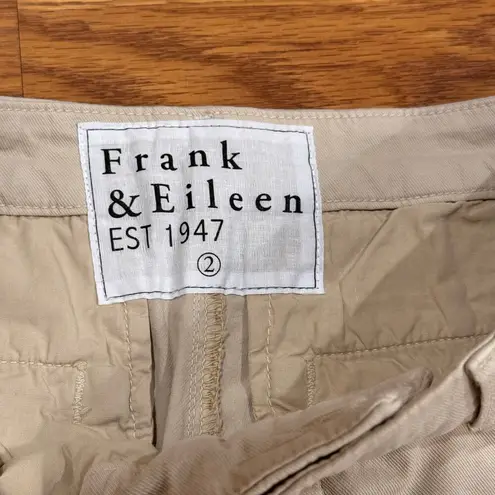 Frank
& Eileen
EST 1947
②